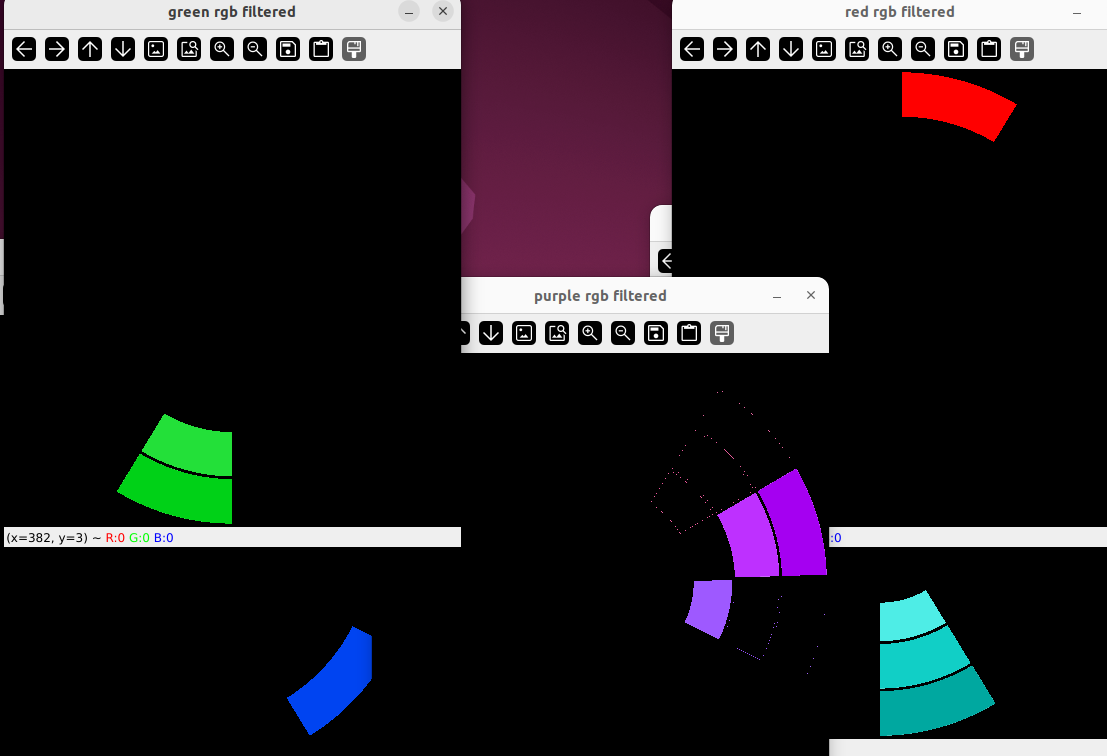 green rgb filtered
red rgb filtered
purple rgb filtered
(x=382, y=3) ~ R:0 G:0 B:0
:0